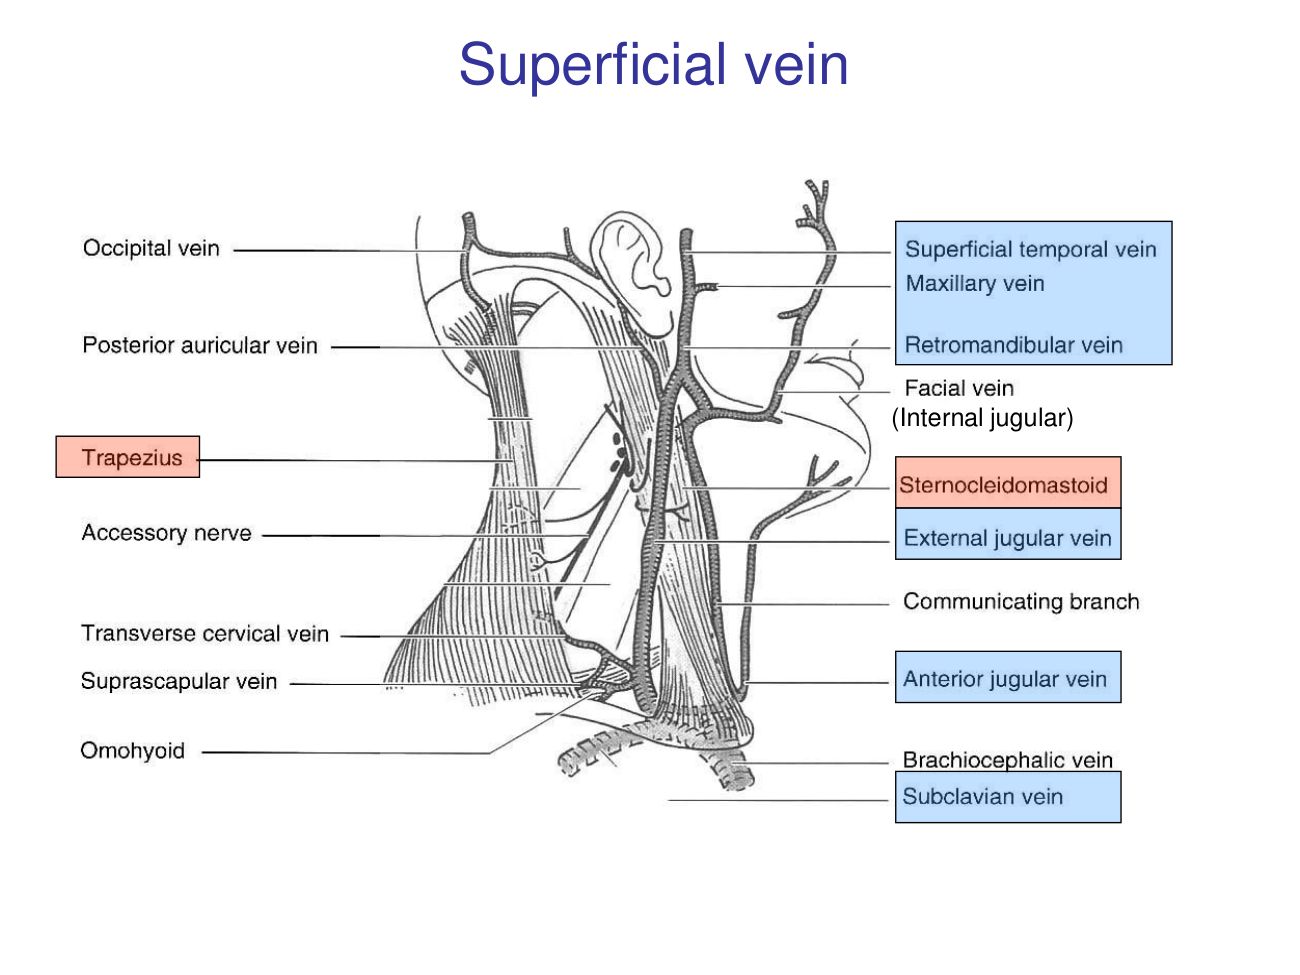 Superficial vein
Occipital vein
Posterior auricular vein
Trapezius
Accessory nerve
Transverse cervical vein
Suprascapular vein
Omohyoid
Superficial temporal vein
Maxillary vein
Retromandibular vein
Facial vein
(Internal jugular)
Sternocleidomastoid
External jugular vein
Communicating branch
Anterior jugular vein
Brachiocephalic vein
Subclavian vein